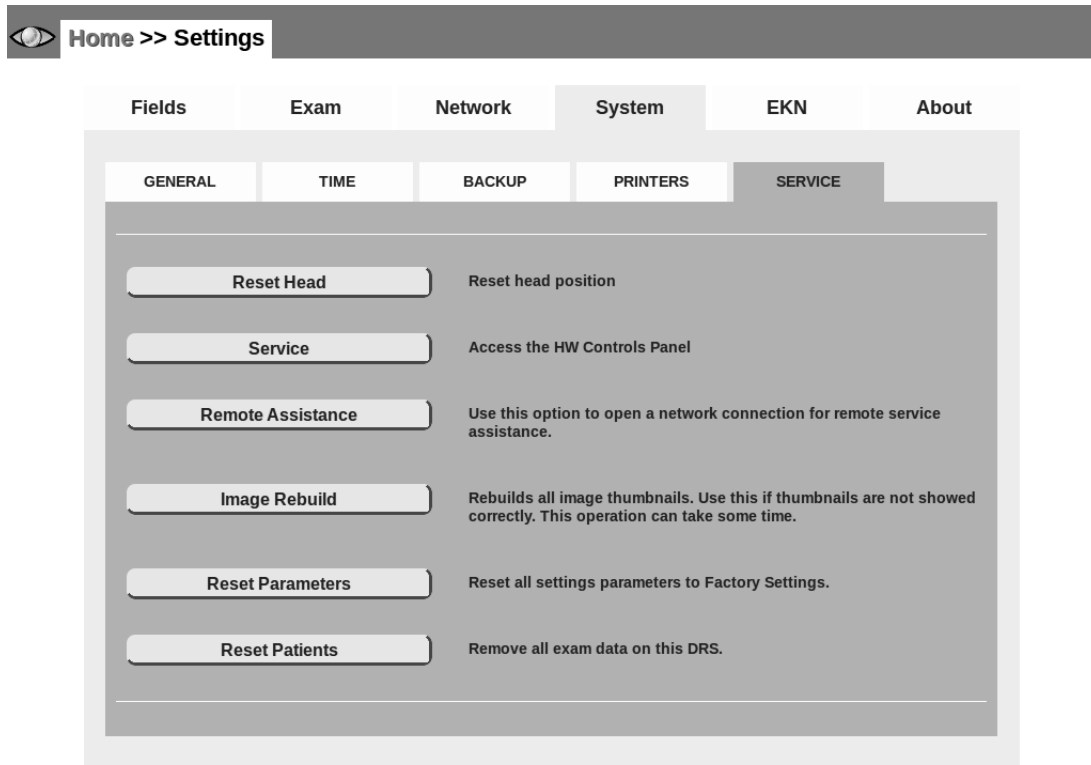 Home >> Settings
Fields Exam Network System EKN About
GENERAL TIME BACKUP PRINTERS SERVICE
Reset Head Reset head position
Service Access the HW Controls Panel
Remote Assistance Use this option to open a network connection for remote service
assistance.
Image Rebuild Rebuilds all image thumbnails. Use this if thumbnails are not showed
correctly. This operation can take some time.
Reset Parameters Reset all settings parameters to Factory Settings.
Reset Patients Remove all exam data on this DRS.